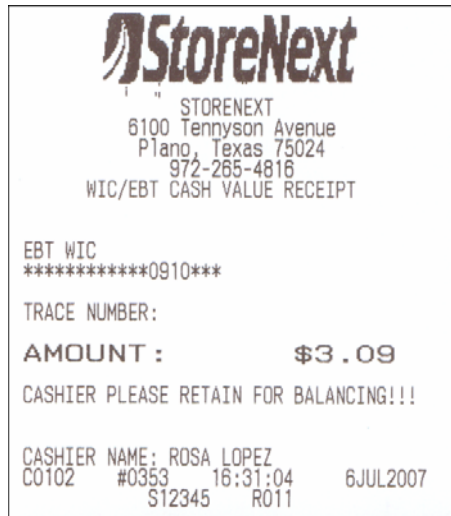 StoreNext
STORENEXT
6100 Tennyson Avenue
Plano, Texas 75024
972-265-4816
WIC/EBT CASH VALUE RECEIPT
EBT WIC
************0910***
TRACE NUMBER:
AMOUNT: $3.09
CASHIER PLEASE RETAIN FOR BALANCING!!!
CASHIER NAME: ROSA LOPEZ
C0102 #0353 16:31:04 6JUL2007
S12345 R011